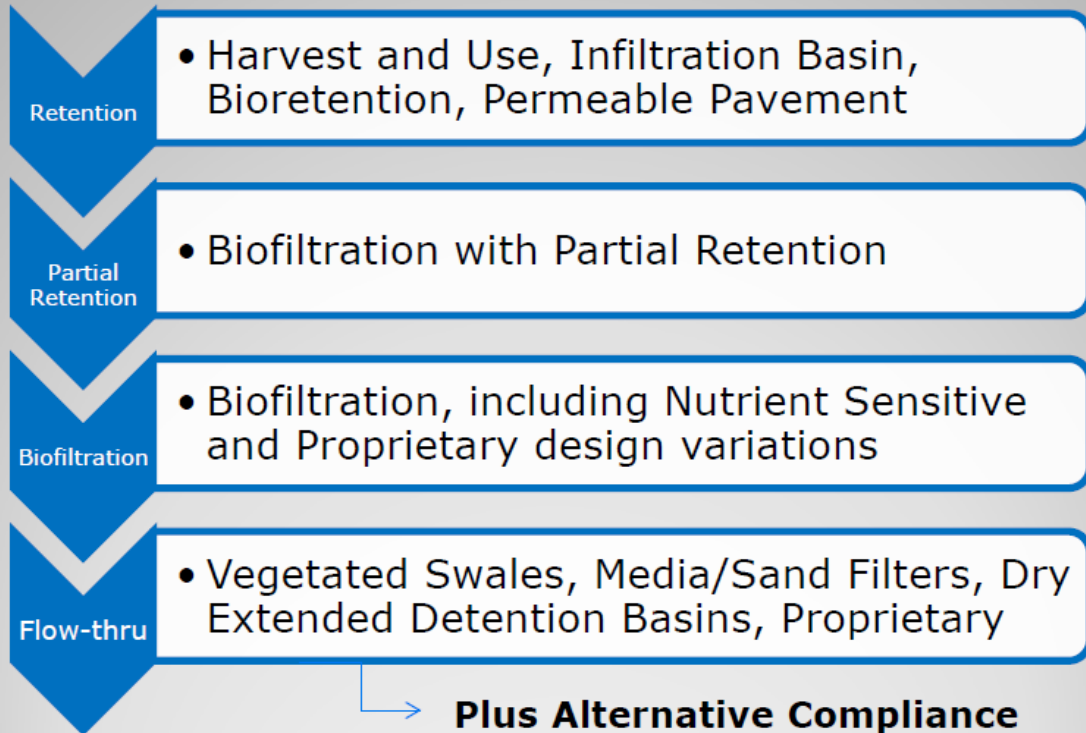 Retention
• Harvest and Use, Infiltration Basin,
Bioretention, Permeable Pavement
Partial
Retention
• Biofiltration with Partial Retention
Biofiltration
• Biofiltration, including Nutrient Sensitive
and Proprietary design variations
Flow-thru
• Vegetated Swales, Media/Sand Filters, Dry
Extended Detention Basins, Proprietary
Plus Alternative Compliance